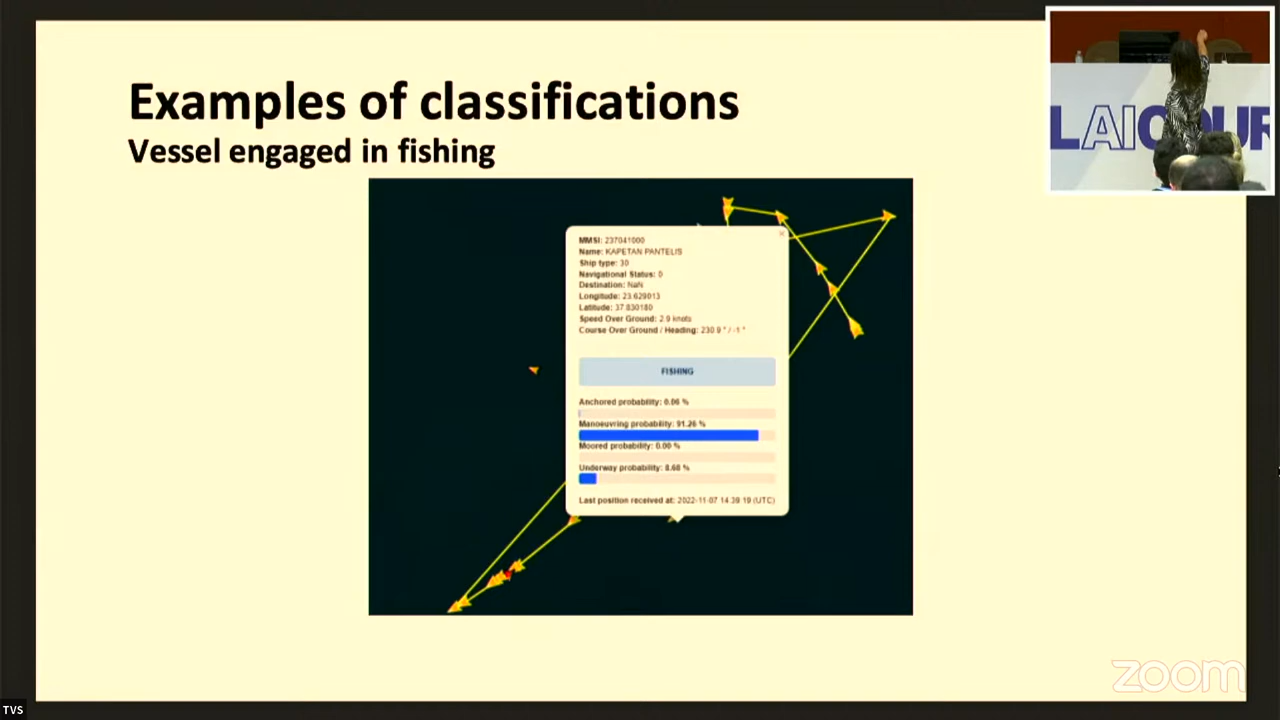 Examples of classifications
Vessel engaged in fishing
MMSI: 237041000
Name: KAPETAN PANTELIS
Ship type: 30
Navigational Status: 0
Destination: NaN
Longitude: 23.629013
Latitude: 37.830180
Speed Over Ground: 2.9 knots
Course Over Ground / Heading: 230.9 ° / -1 °
FISHING
Anchored probability: 0.06 %
Manoeuvring probability: 91.26 %
Moored probability: 0.00 %
Underway probability: 8.68 %
Last position received at: 2022-11-07 14:39:19 (UTC)
LAICOUR
zoom
TVS